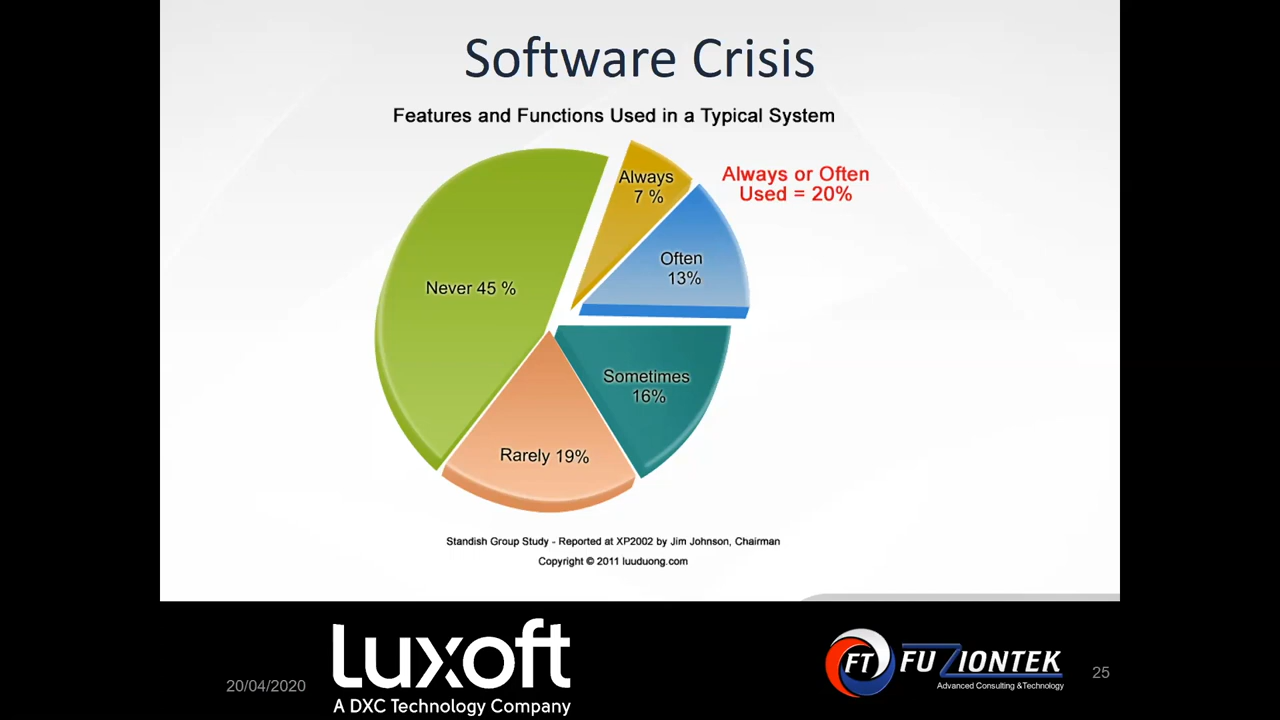 Software Crisis
Features and Functions Used in a Typical System
Always
7 %
Always or Often
Used = 20%
Often
13%
Never 45 %
Sometimes
16%
Rarely 19%
Standish Group Study - Reported at XP2002 by Jim Johnson, Chairman
Copyright © 2011 luuduong.com
20/04/2020
Luxoft
A DXC Technology Company
FT
FUZIONTEK
Advanced Consulting &Technology
25